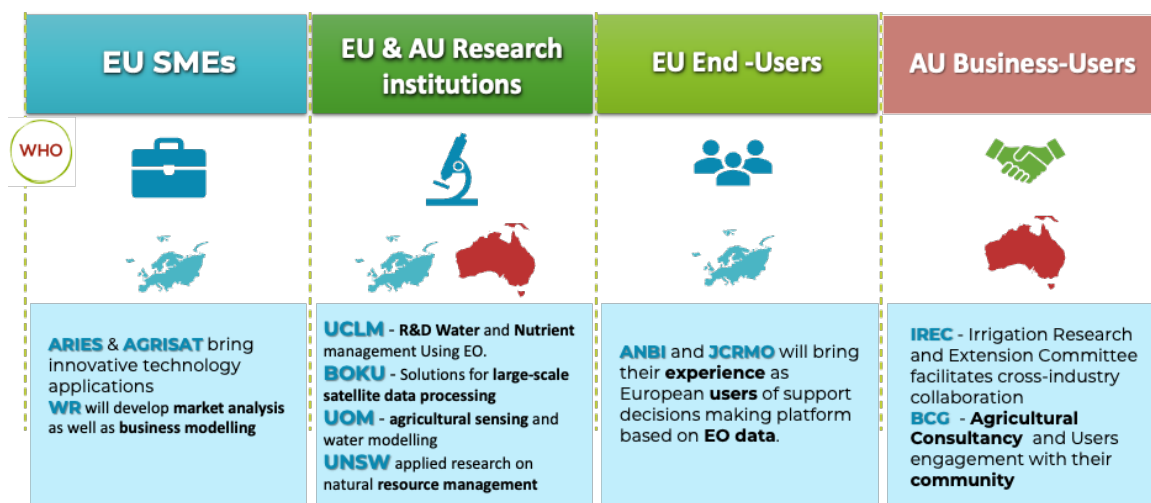 EU SMEs
EU & AU Research
institutions
EU End -Users
AU Business-Users
WHO
ARIES & AGRISAT bring
innovative technology
applications
WR will develop market analysis
as well as business modelling
UCLM - R&D Water and Nutrient
management Using EO.
BOKU - Solutions for large-scale
satellite data processing
UOM – agricultural sensing and
water modelling
UNSW applied research on
natural resource management
ANBI and JCRMO will bring
their experience as
European users of support
decisions making platform
based on EO data.
IREC - Irrigation Research
and Extension Committee
facilitates cross-industry
collaboration
BCG - Agricultural
Consultancy and Users
engagement with their
community